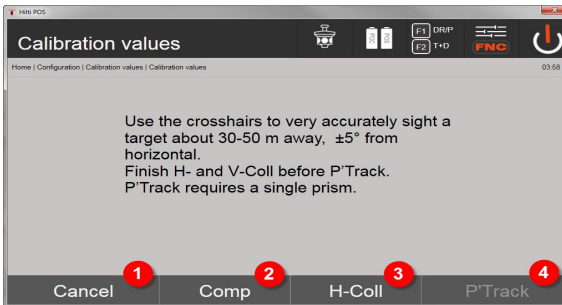 Hilti POS
Calibration values
POC
POS
F1 DR/P
F2 T+D
FNC
Home | Configuration | Calibration values | Calibration values
03:58
Use the crosshairs to very accurately sight a
target about 30-50 m away, ±5° from
horizontal.
Finish H- and V-Coll before P'Track.
P'Track requires a single prism.
1
2
3
4
Cancel
Comp
H-Coll
P'Track